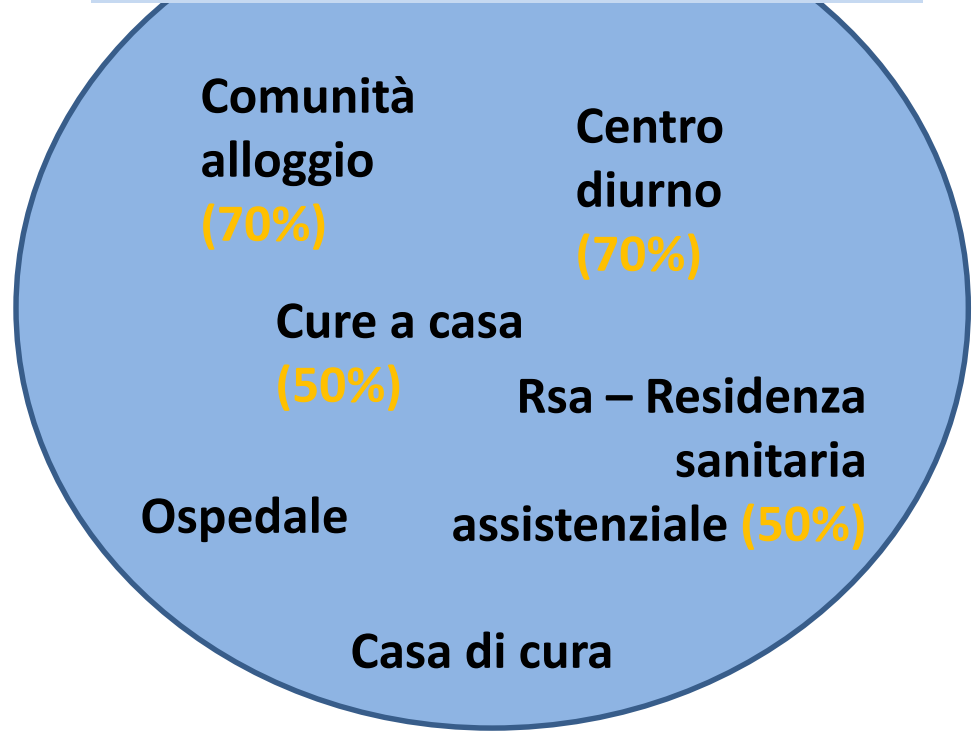 Comunità
alloggio
(70%)
Centro
diurno
(70%)
Cure a casa
(50%)
Rsa – Residenza
sanitaria
assistenziale (50%)
Ospedale
Casa di cura